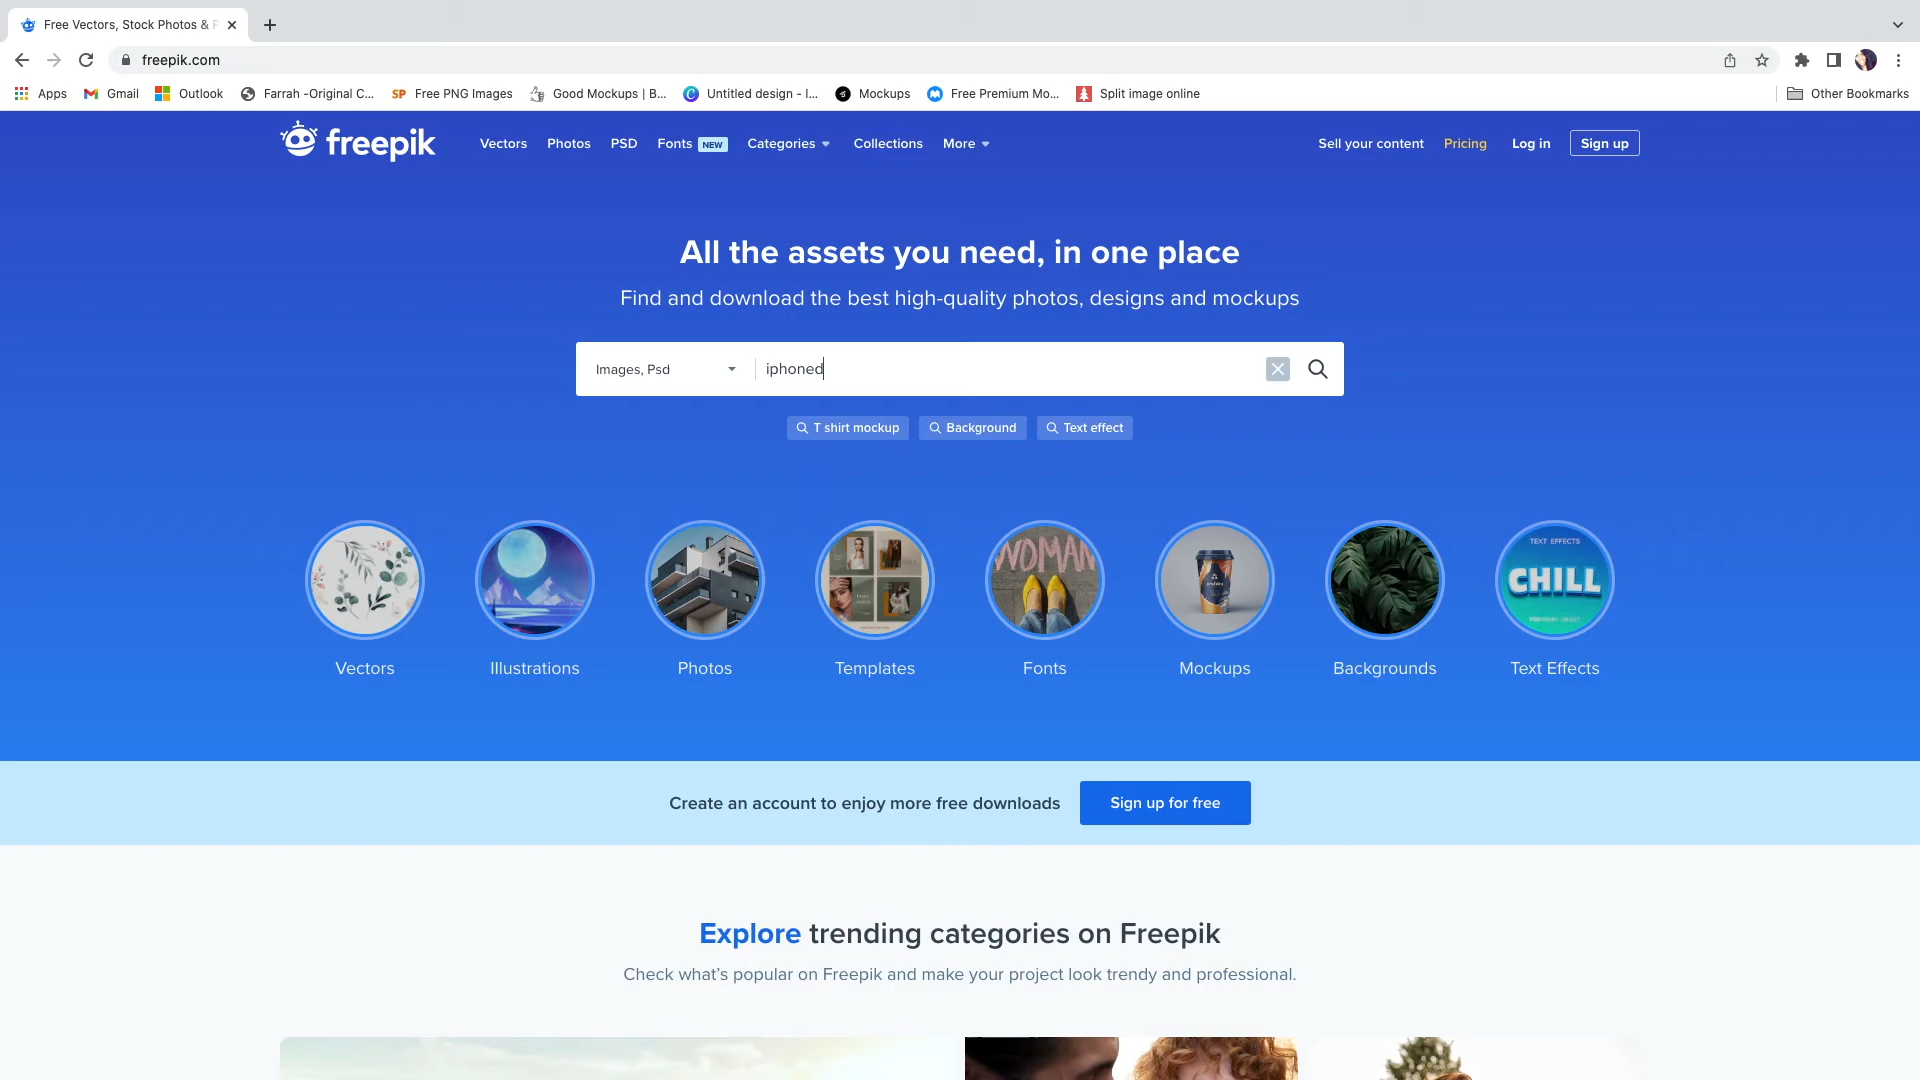 Free Vectors, Stock Photos & P
freepik.com
Apps Gmail Outlook Farrah -Original C... SP Free PNG Images Good Mockups | B... Untitled design - I... Mockups Free Premium Mo... Split image online Other Bookmarks
freepik Vectors Photos PSD Fonts NEW Categories Collections More Sell your content Pricing Log in Sign up
All the assets you need, in one place
Find and download the best high-quality photos, designs and mockups
Images, Psd iphoned
T shirt mockup Background Text effect
WOMAN
TEXT EFFECTS
CHILL
Vectors Illustrations Photos Templates Fonts Mockups Backgrounds Text Effects
Create an account to enjoy more free downloads Sign up for free
Explore trending categories on Freepik
Check what’s popular on Freepik and make your project look trendy and professional.